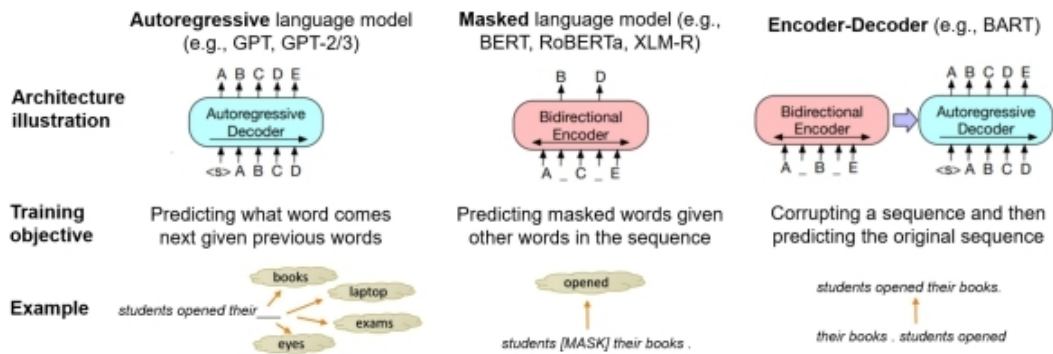 Autoregressive language model
(e.g., GPT, GPT-2/3)
Masked language model (e.g.,
BERT, RoBERTa, XLM-R)
Encoder-Decoder (e.g., BART)
Architecture
illustration
A B C D E
Autoregressive
Decoder
<s> A B C D
B D
Bidirectional
Encoder
A _ C _ E
Bidirectional
Encoder
A _ B _ E
A B C D E
Autoregressive
Decoder
<s> A B C D
Training
objective
Predicting what word comes
next given previous words
Predicting masked words given
other words in the sequence
Corrupting a sequence and then
predicting the original sequence
Example
students opened their ___
books
laptop
exams
eyes
opened
students [MASK] their books .
students opened their books.
their books . students opened